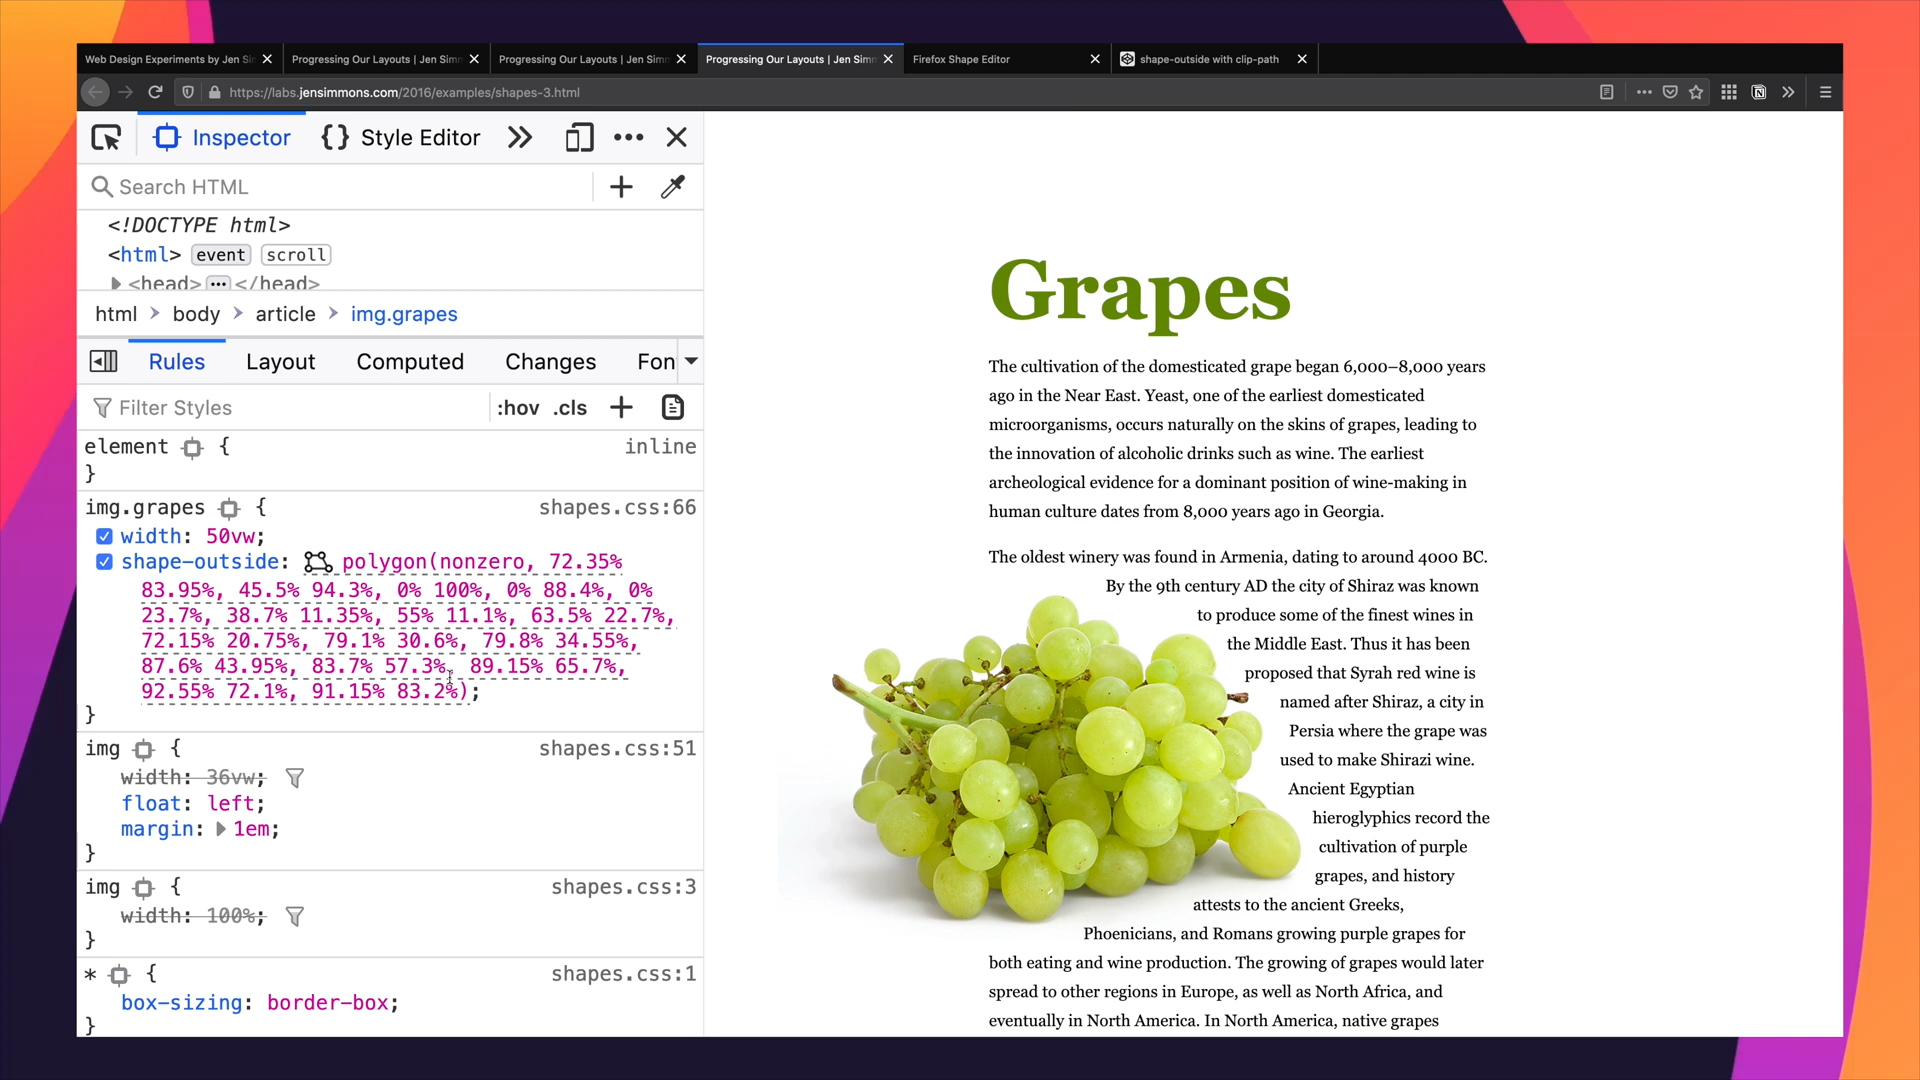 Web Design Experiments by Jen Si
Progressing Our Layouts | Jen Simm
Progressing Our Layouts | Jen Simm
Progressing Our Layouts | Jen Simm
Firefox Shape Editor
shape-outside with clip-path
https://labs.jensimmons.com/2016/examples/shapes-3.html
Inspector
{} Style Editor
Search HTML
<!DOCTYPE html>
<html> event scroll
<head> ••• </head>
html > body > article > img.grapes
Rules Layout Computed Changes Fon
Filter Styles
:hov .cls +
element { inline
}
img.grapes { shapes.css:66
width: 50vw;
shape-outside: polygon(nonzero, 72.35%
83.95%, 45.5% 94.3%, 0% 100%, 0% 88.4%, 0%
23.7%, 38.7% 11.35%, 55% 11.1%, 63.5% 22.7%,
72.15% 20.75%, 79.1% 30.6%, 79.8% 34.55%,
87.6% 43.95%, 83.7% 57.3%, 89.15% 65.7%,
92.55% 72.1%, 91.15% 83.2%);
}
img { shapes.css:51
width: 36vw;
float: left;
margin: 1em;
}
img { shapes.css:3
width: 100%;
}
* { shapes.css:1
box-sizing: border-box;
}
Grapes
The cultivation of the domesticated grape began 6,000–8,000 years
ago in the Near East. Yeast, one of the earliest domesticated
microorganisms, occurs naturally on the skins of grapes, leading to
the innovation of alcoholic drinks such as wine. The earliest
archeological evidence for a dominant position of wine-making in
human culture dates from 8,000 years ago in Georgia.
The oldest winery was found in Armenia, dating to around 4000 BC.
By the 9th century AD the city of Shiraz was known
to produce some of the finest wines in
the Middle East. Thus it has been
proposed that Syrah red wine is
named after Shiraz, a city in
Persia where the grape was
used to make Shirazi wine.
Ancient Egyptian
hieroglyphics record the
cultivation of purple
grapes, and history
attests to the ancient Greeks,
Phoenicians, and Romans growing purple grapes for
both eating and wine production. The growing of grapes would later
spread to other regions in Europe, as well as North Africa, and
eventually in North America. In North America, native grapes